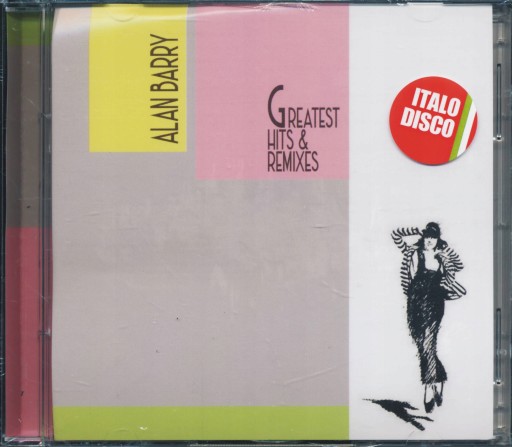 ALAN BARRY
GREATEST
HITS &
REMIXES
ITALO
DISCO